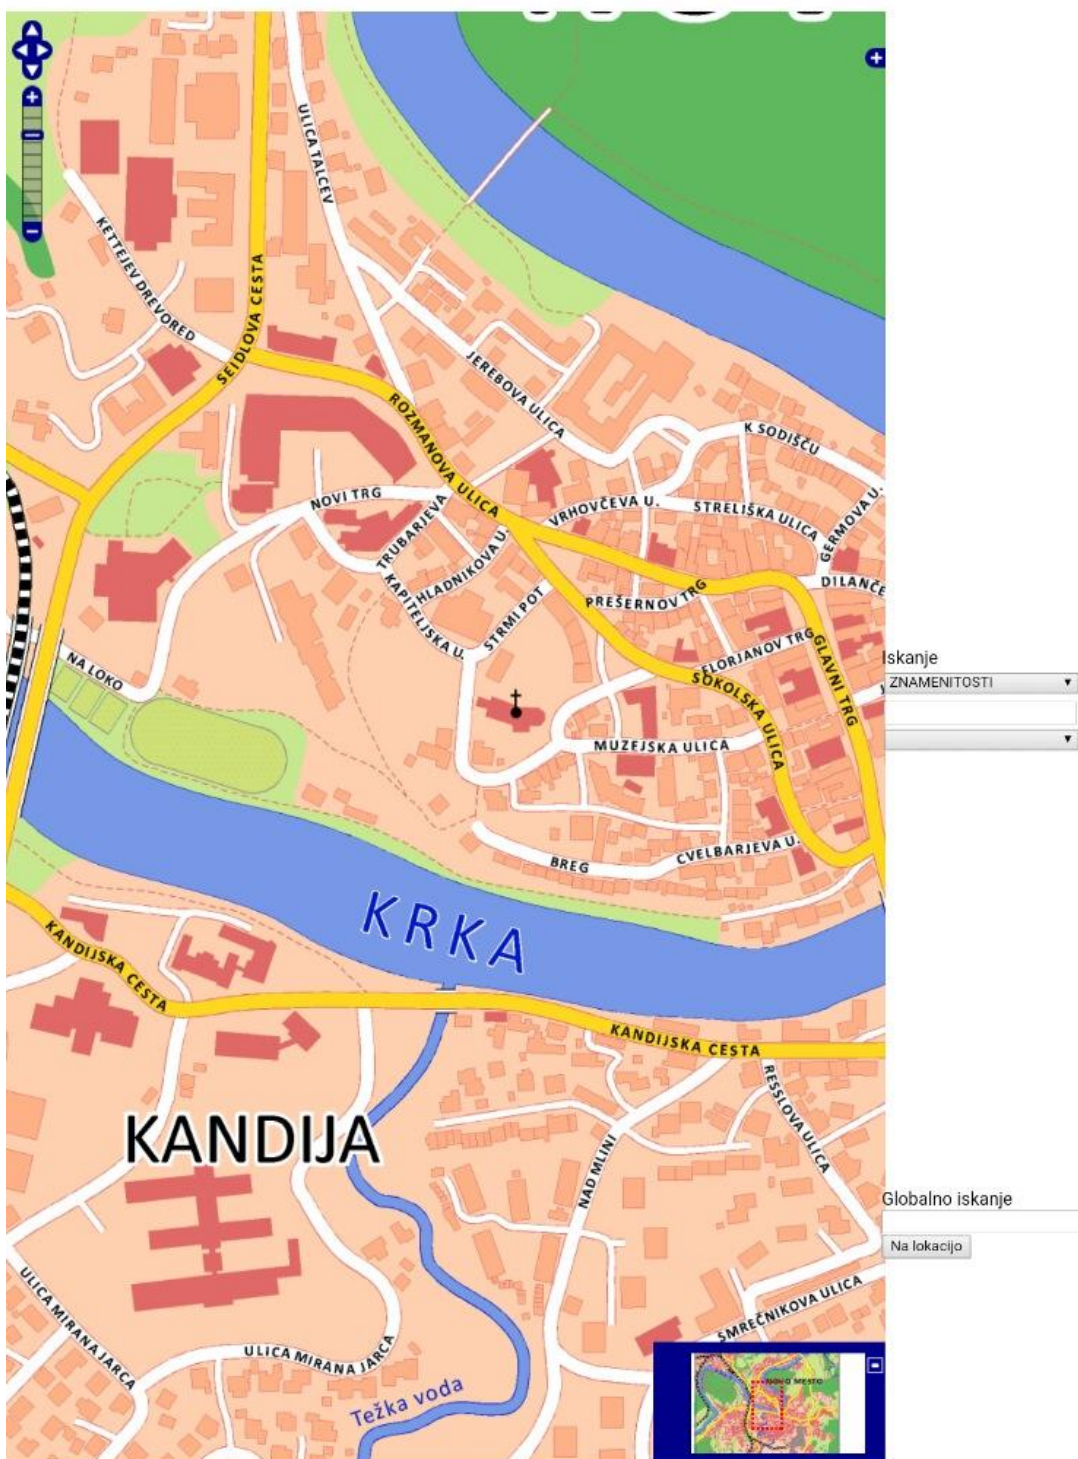 ULICA TALCEV
KETTEJEV DREVORED
SEIDLOVA CESTA
JEREBOVA ULICA
ROZMANOVA ULICA
K SODIŠČU
NOVI TRG
TRUBARJEVA
VRHOVČEVA U.
STRELIŠKA ULICA
GERMOVA U.
HLADNIKOVA U.
KAPITELJSKA U.
STRMI POT
PREŠERNOV TRG
DILANČE
NA LOKO
FLORJANOV TRG
GLAVNI TRG
SOKOLSKA ULICA
MUZEJSKA ULICA
Iskanje
ZNAMENITOSTI
BREG
CVELBARJEVA U.
KRKA
KANDIJSKA CESTA
KANDIJSKA CESTA
RESSLOVA ULICA
KANDIJA
NAD MLINI
Globalno iskanje
Na lokacijo
ULICA MIRANA JARCA
ULICA MIRANA JARCA
ŠMREČNIKOVA ULICA
Težka voda
NOVO MESTO